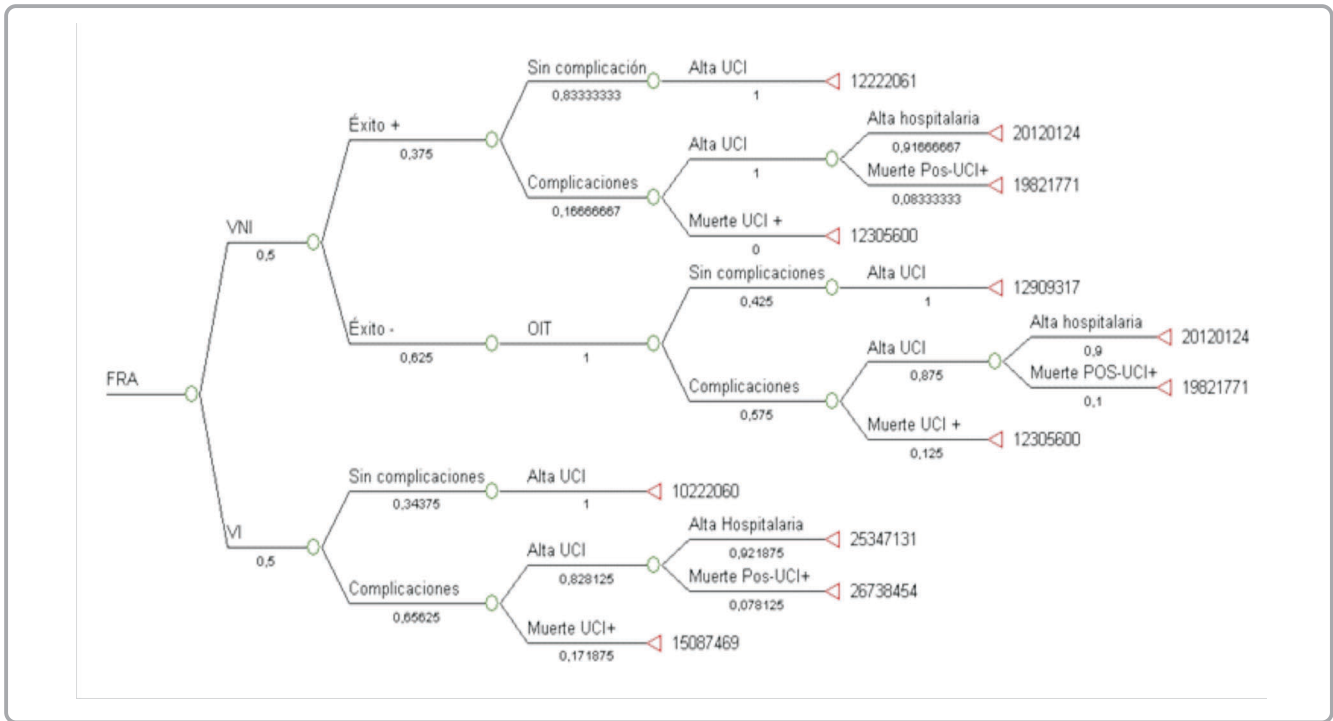 Sin complicación
0,83333333
Alta UCI
1
12222061
Éxito +
0,375
Complicaciones
0,16666667
Alta UCI
1
Alta hospitalaria
0,91666667
20120124
Muerte Pos-UCI+
0,08333333
19821771
Muerte UCI +
0
12305600
VNI
0,5
Éxito -
0,625
OIT
1
Sin complicaciones
0,425
Alta UCI
1
12909317
Complicaciones
0,575
Alta UCI
0,875
Alta hospitalaria
0,9
20120124
Muerte POS-UCI+
0,1
19821771
Muerte UCI +
0,125
12305600
FRA
VI
0,5
Sin complicaciones
0,34375
Alta UCI
1
10222060
Complicaciones
0,65625
Alta UCI
0,828125
Alta Hospitalaria
0,921875
25347131
Muerte Pos-UCI+
0,078125
26738454
Muerte UCI+
0,171875
15087469